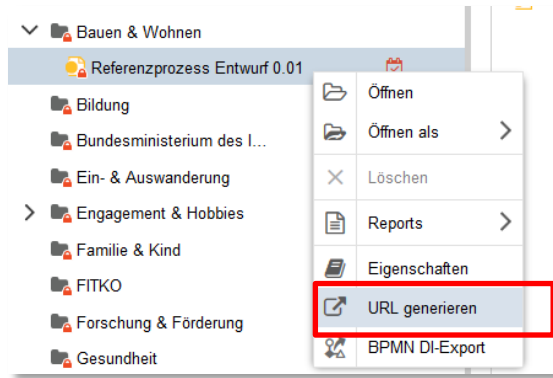 Bauen & Wohnen
Referenzprozess Entwurf 0.01
Bildung
Bundesministerium des I...
Ein- & Auswanderung
Engagement & Hobbies
Familie & Kind
FITKO
Forschung & Förderung
Gesundheit
Öffnen
Öffnen als
Löschen
Reports
Eigenschaften
URL generieren
BPMN DI-Export